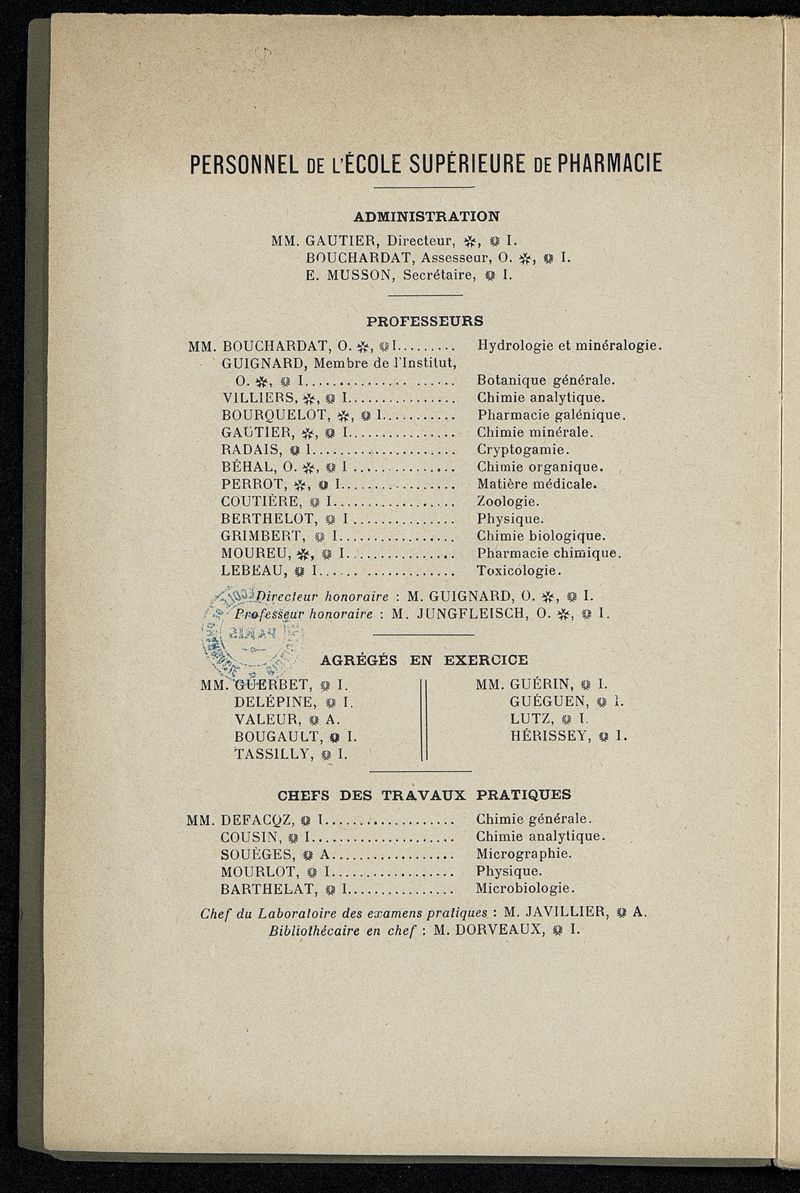 PERSONNEL DE L'ÉCOLE SUPÉRIEURE DE PHARMACIE
ADMINISTRATION
MM. GAUTIER, Directeur, ✻, ❁ I.
BOUCHARDAT, Assesseur, O. ✻, ❁ I.
E. MUSSON, Secrétaire, ❁ I.
PROFESSEURS
MM. BOUCHARDAT, O. ✻, ❁ I......... Hydrologie et minéralogie.
GUIGNARD, Membre de l'Institut,
O. ✻, ❁ I.................. Botanique générale.
VILLIERS, ✻, ❁ I................ Chimie analytique.
BOURQUELOT, ✻, ❁ I........... Pharmacie galénique.
GAUTIER, ✻, ❁ I................ Chimie minérale.
RADAIS, ❁ I..................... Cryptogamie.
BÉHAL, O. ✻, ❁ I ............... Chimie organique.
PERROT, ✻, ❁ I................. Matière médicale.
COUTIÈRE, ❁ I.................. Zoologie.
BERTHELOT, ❁ I ............... Physique.
GRIMBERT, ❁ I................. Chimie biologique.
MOUREU, ✻, ❁ I................ Pharmacie chimique.
LEBEAU, ❁ I.................... Toxicologie.
Directeur honoraire : M. GUIGNARD, O. ✻, ❁ I.
Professeur honoraire : M. JUNGFLEISCH, O. ✻, ❁ I.
AGRÉGÉS EN EXERCICE
MM. GUERBET, ❁ I.
DELÉPINE, ❁ I.
VALEUR, ❁ A.
BOUGAULT, ❁ I.
TASSILLY, ❁ I.
MM. GUÉRIN, ❁ I.
GUÉGUEN, ❁ I.
LUTZ, ❁ I.
HÉRISSEY, ❁ I.
CHEFS DES TRAVAUX PRATIQUES
MM. DEFACQZ, ❁ I................... Chimie générale.
COUSIN, ❁ I..................... Chimie analytique.
SOUÈGES, ❁ A.................. Micrographie.
MOURLOT, ❁ I.................. Physique.
BARTHELAT, ❁ I................ Microbiologie.
Chef du Laboratoire des examens pratiques : M. JAVILLIER, ❁ A.
Bibliothécaire en chef : M. DORVEAUX, ❁ I.